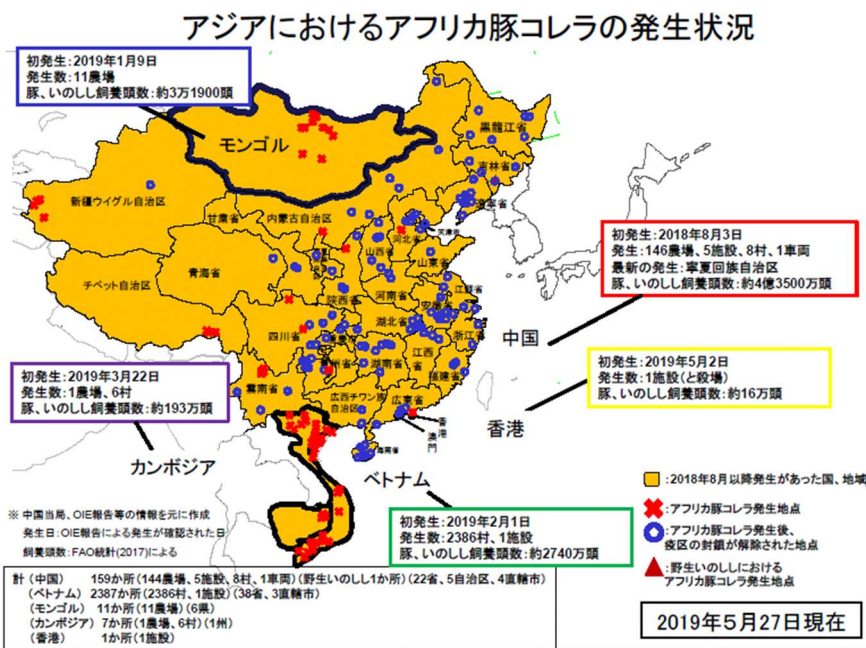 アジアにおけるアフリカ豚コレラの発生状況
初発生:2019年1月9日
発生数:11農場
豚、いのしし飼養頭数:約3万1900頭
モンゴル
黒龍江省
吉林省
遼寧省
新疆ウイグル自治区
甘粛省
内蒙古自治区
河北省
天津市
山西省
山東省
青海省
チベット自治区
陝西省
河南省
江蘇省
安徽省
四川省
湖北省
浙江省
江西省
湖南省
貴州省
福建省
雲南省
広西チワン族
自治区
広東省
香港
澳門
海南省
初発生:2018年8月3日
発生:146農場、5施設、8村、1車両
最新の発生:寧夏回族自治区
豚、いのしし飼養頭数:約4億3500万頭
中国
初発生:2019年5月2日
発生数:1施設(と殺場)
豚、いのしし飼養頭数:約16万頭
香港
初発生:2019年3月22日
発生数:1農場、6村
豚、いのしし飼養頭数:約193万頭
カンボジア
ベトナム
初発生:2019年2月1日
発生数:2386村、1施設
豚、いのしし飼養頭数:約2740万頭
:2018年8月以降発生があった国、地域
:アフリカ豚コレラ発生地点
:アフリカ豚コレラ発生後、
疫区の封鎖が解除された地点
:野生いのししにおける
アフリカ豚コレラ発生地点
※ 中国当局、OIE報告等の情報を元に作成
発生日:OIE報告による発生が確認された日
飼養頭数:FAO統計(2017)による
計 (中国) 159か所(144農場、5施設、8村、1車両)(野生いのしし1か所)(22省、5自治区、4直轄市)
(ベトナム) 2387か所(2386村、1施設)(38省、3直轄市)
(モンゴル) 11か所(11農場)(6県)
(カンボジア) 7か所(1農場、6村)(1州)
(香港) 1か所(1施設)
2019年5月27日現在